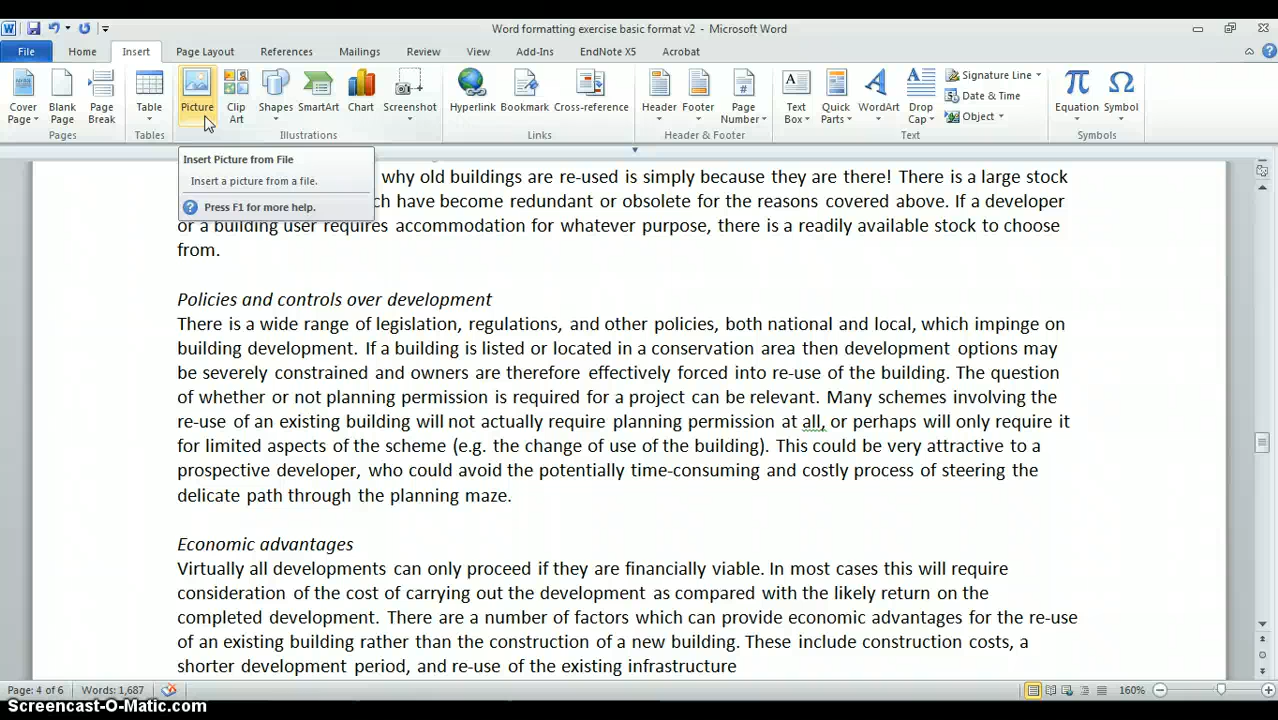 Word formatting exercise basic format v2 - Microsoft Word
File Home Insert Page Layout References Mailings Review View Add-Ins EndNote X5 Acrobat
Cover Page Blank Page Page Break Table Picture Clip Art Shapes SmartArt Chart Screenshot Hyperlink Bookmark Cross-reference Header Footer Page Number Text Box Quick Parts WordArt Drop Cap Signature Line Date & Time Object Equation Symbol
Pages Tables Illustrations Links Header & Footer Text Symbols
Insert Picture from File
Insert a picture from a file.
Press F1 for more help.
why old buildings are re-used is simply because they are there! There is a large stock
ch have become redundant or obsolete for the reasons covered above. If a developer
or a building user requires accommodation for whatever purpose, there is a readily available stock to choose
from.
Policies and controls over development
There is a wide range of legislation, regulations, and other policies, both national and local, which impinge on
building development. If a building is listed or located in a conservation area then development options may
be severely constrained and owners are therefore effectively forced into re-use of the building. The question
of whether or not planning permission is required for a project can be relevant. Many schemes involving the
re-use of an existing building will not actually require planning permission at all, or perhaps will only require it
for limited aspects of the scheme (e.g. the change of use of the building). This could be very attractive to a
prospective developer, who could avoid the potentially time-consuming and costly process of steering the
delicate path through the planning maze.
Economic advantages
Virtually all developments can only proceed if they are financially viable. In most cases this will require
consideration of the cost of carrying out the development as compared with the likely return on the
completed development. There are a number of factors which can provide economic advantages for the re-use
of an existing building rather than the construction of a new building. These include construction costs, a
shorter development period, and re-use of the existing infrastructure
Page: 4 of 6 Words: 1,687 160%
Screencast-O-Matic.com